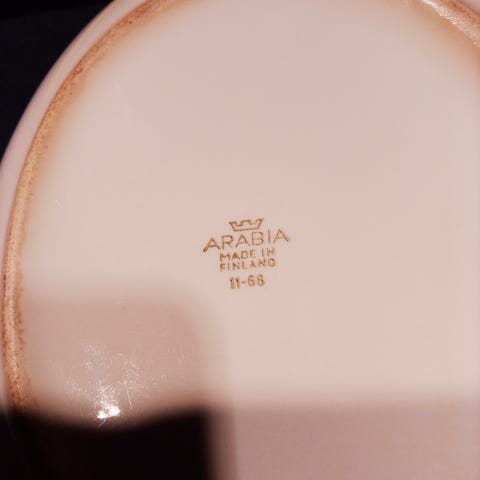 ARABIA
MADE IN
FINLAND
11-68